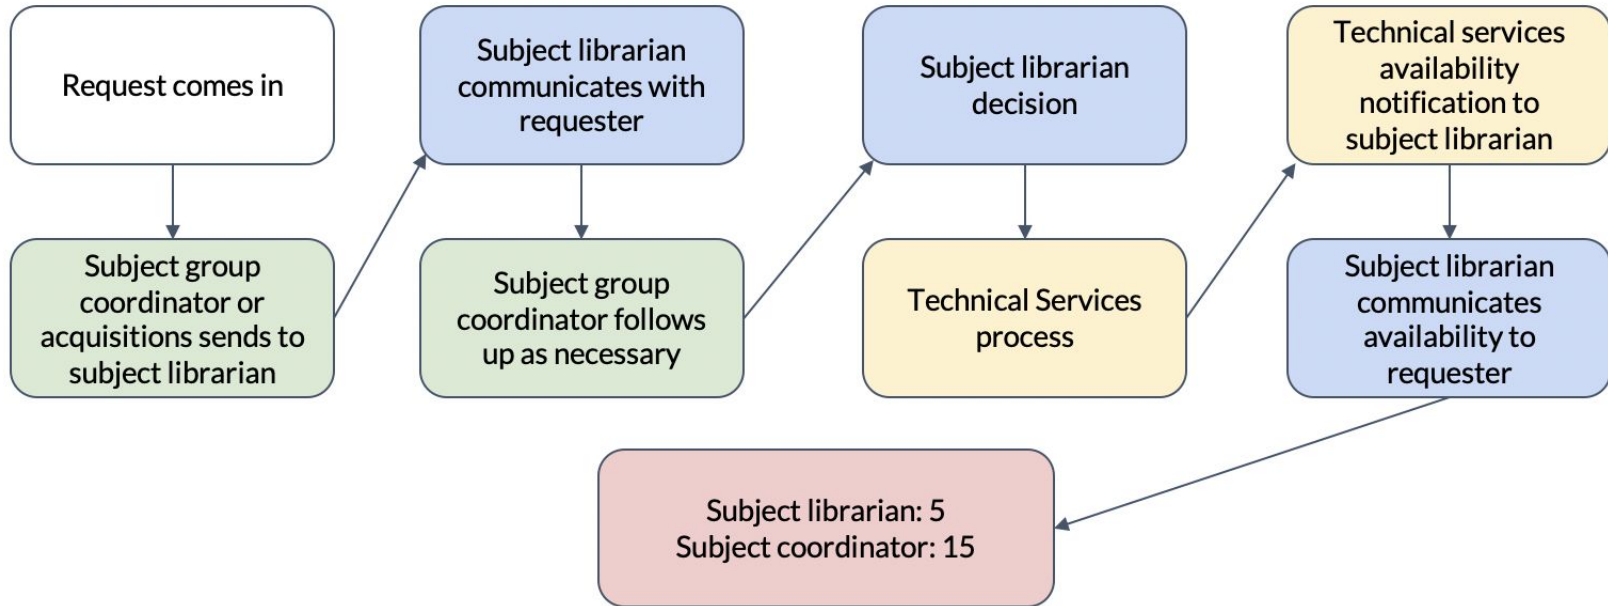 Request comes in
Subject group
coordinator or
acquisitions sends to
subject librarian
Subject librarian
communicates with
requester
Subject group
coordinator follows
up as necessary
Subject librarian
decision
Technical Services
process
Technical services
availability
notification to
subject librarian
Subject librarian
communicates
availability to
requester
Subject librarian: 5
Subject coordinator: 15